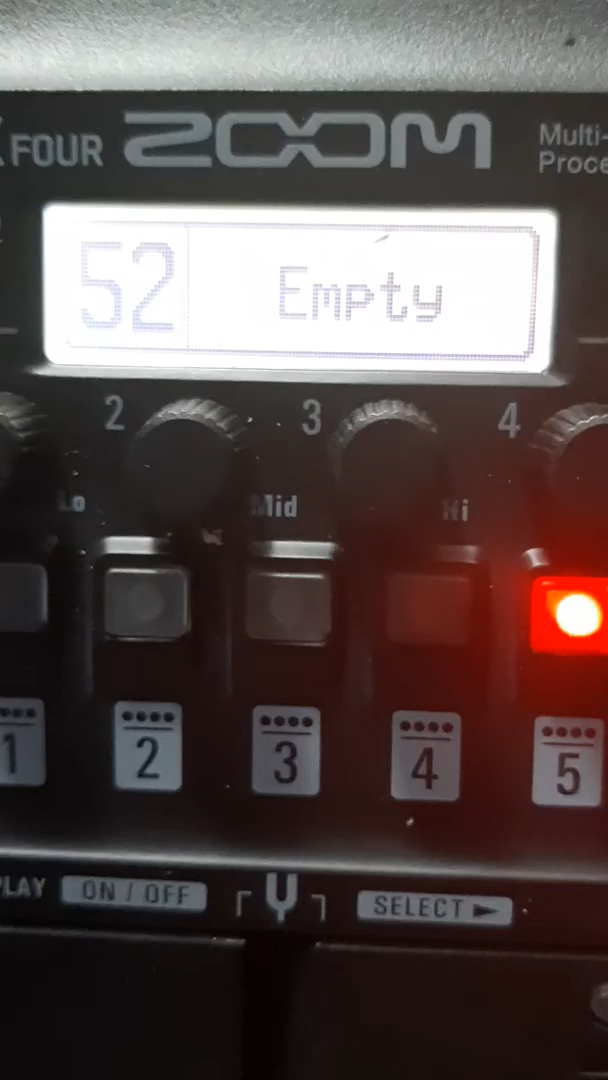 FOUR ZOOM Multi-
Proce
52 Empty
2 3 4
Lo Mid Hi
1 2 3 4 5
PLAY ON / OFF SELECT